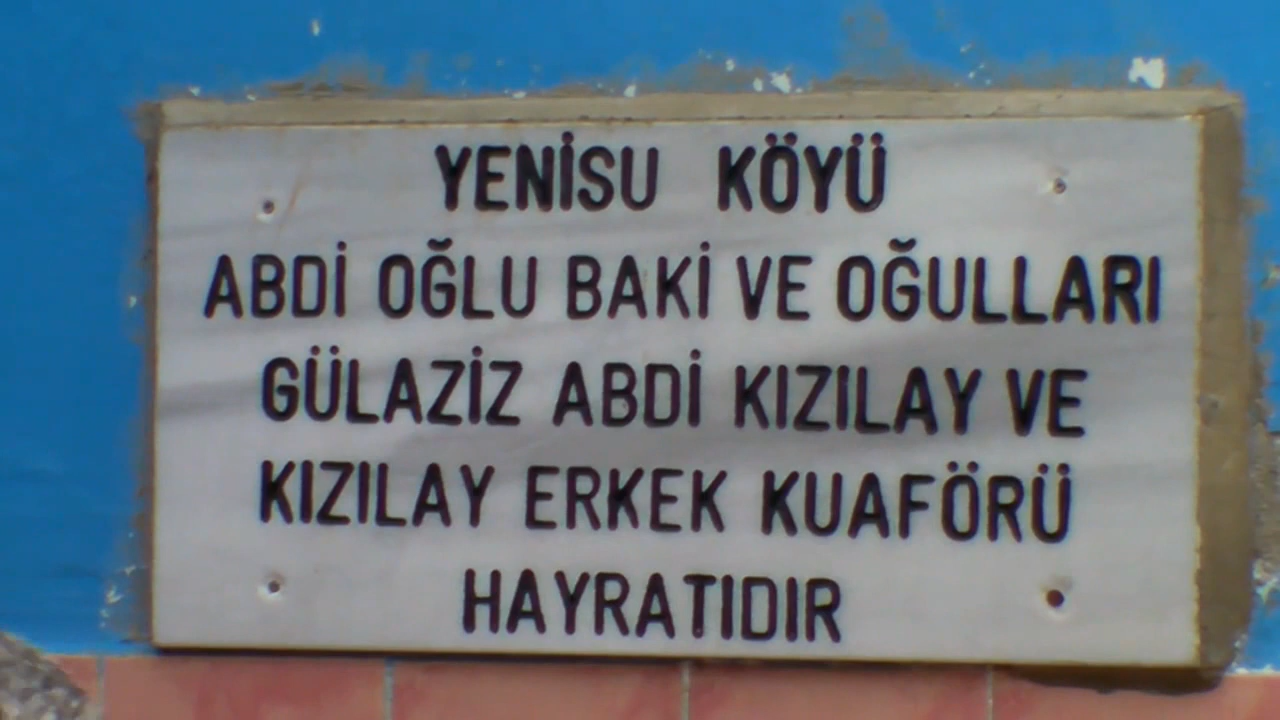 YENİSU KÖYÜ
ABDİ OĞLU BAKİ VE OĞULLARI
GÜLAZİZ ABDİ KIZILAY VE
KIZILAY ERKEK KUAFÖRÜ
HAYRATIDIR